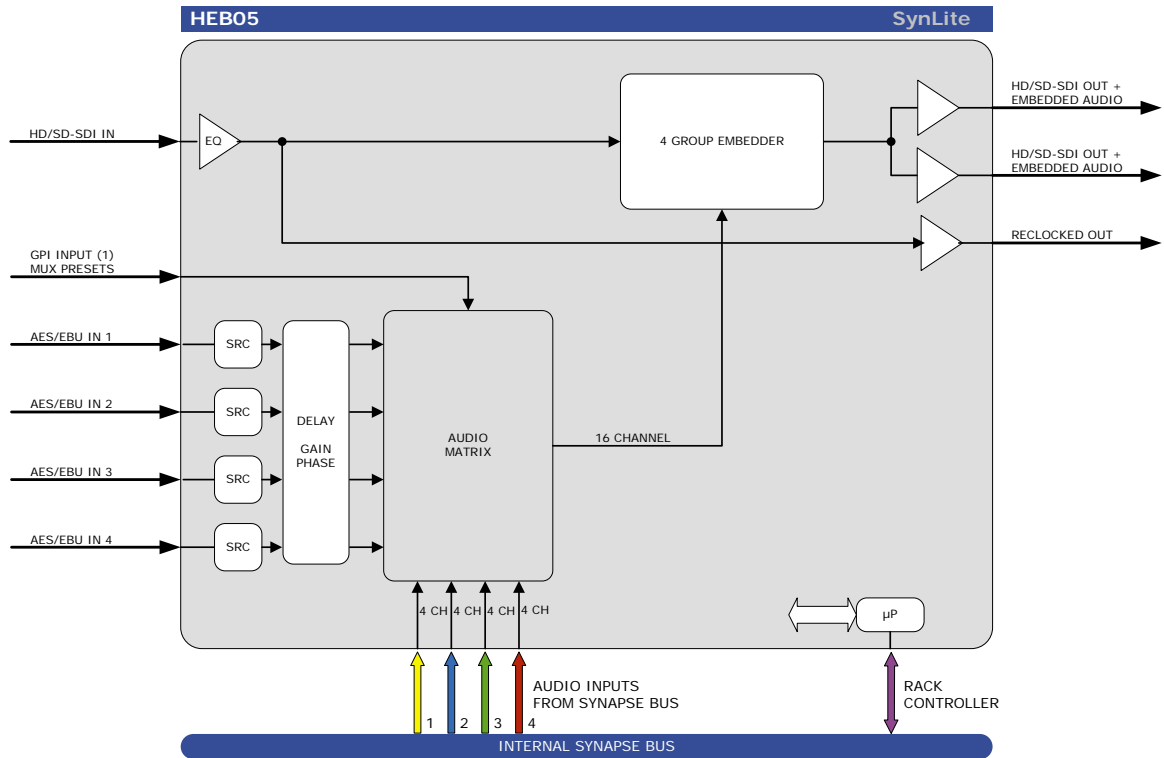 HEB05 SynLite
HD/SD-SDI OUT +
EMBEDDED AUDIO
HD/SD-SDI IN
EQ
4 GROUP EMBEDDER
HD/SD-SDI OUT +
EMBEDDED AUDIO
RECLOCKED OUT
GPI INPUT (1)
MUX PRESETS
AES/EBU IN 1
SRC
AES/EBU IN 2
SRC
AES/EBU IN 3
SRC
AES/EBU IN 4
SRC
DELAY
GAIN
PHASE
AUDIO
MATRIX
16 CHANNEL
4 CH 4 CH 4 CH 4 CH
µP
1 2 3 4
AUDIO INPUTS
FROM SYNAPSE BUS
RACK
CONTROLLER
INTERNAL SYNAPSE BUS